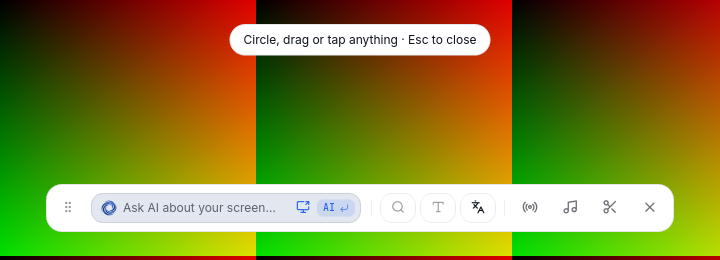 Circle, drag or tap anything · Esc to close
Ask AI about your screen...
AI